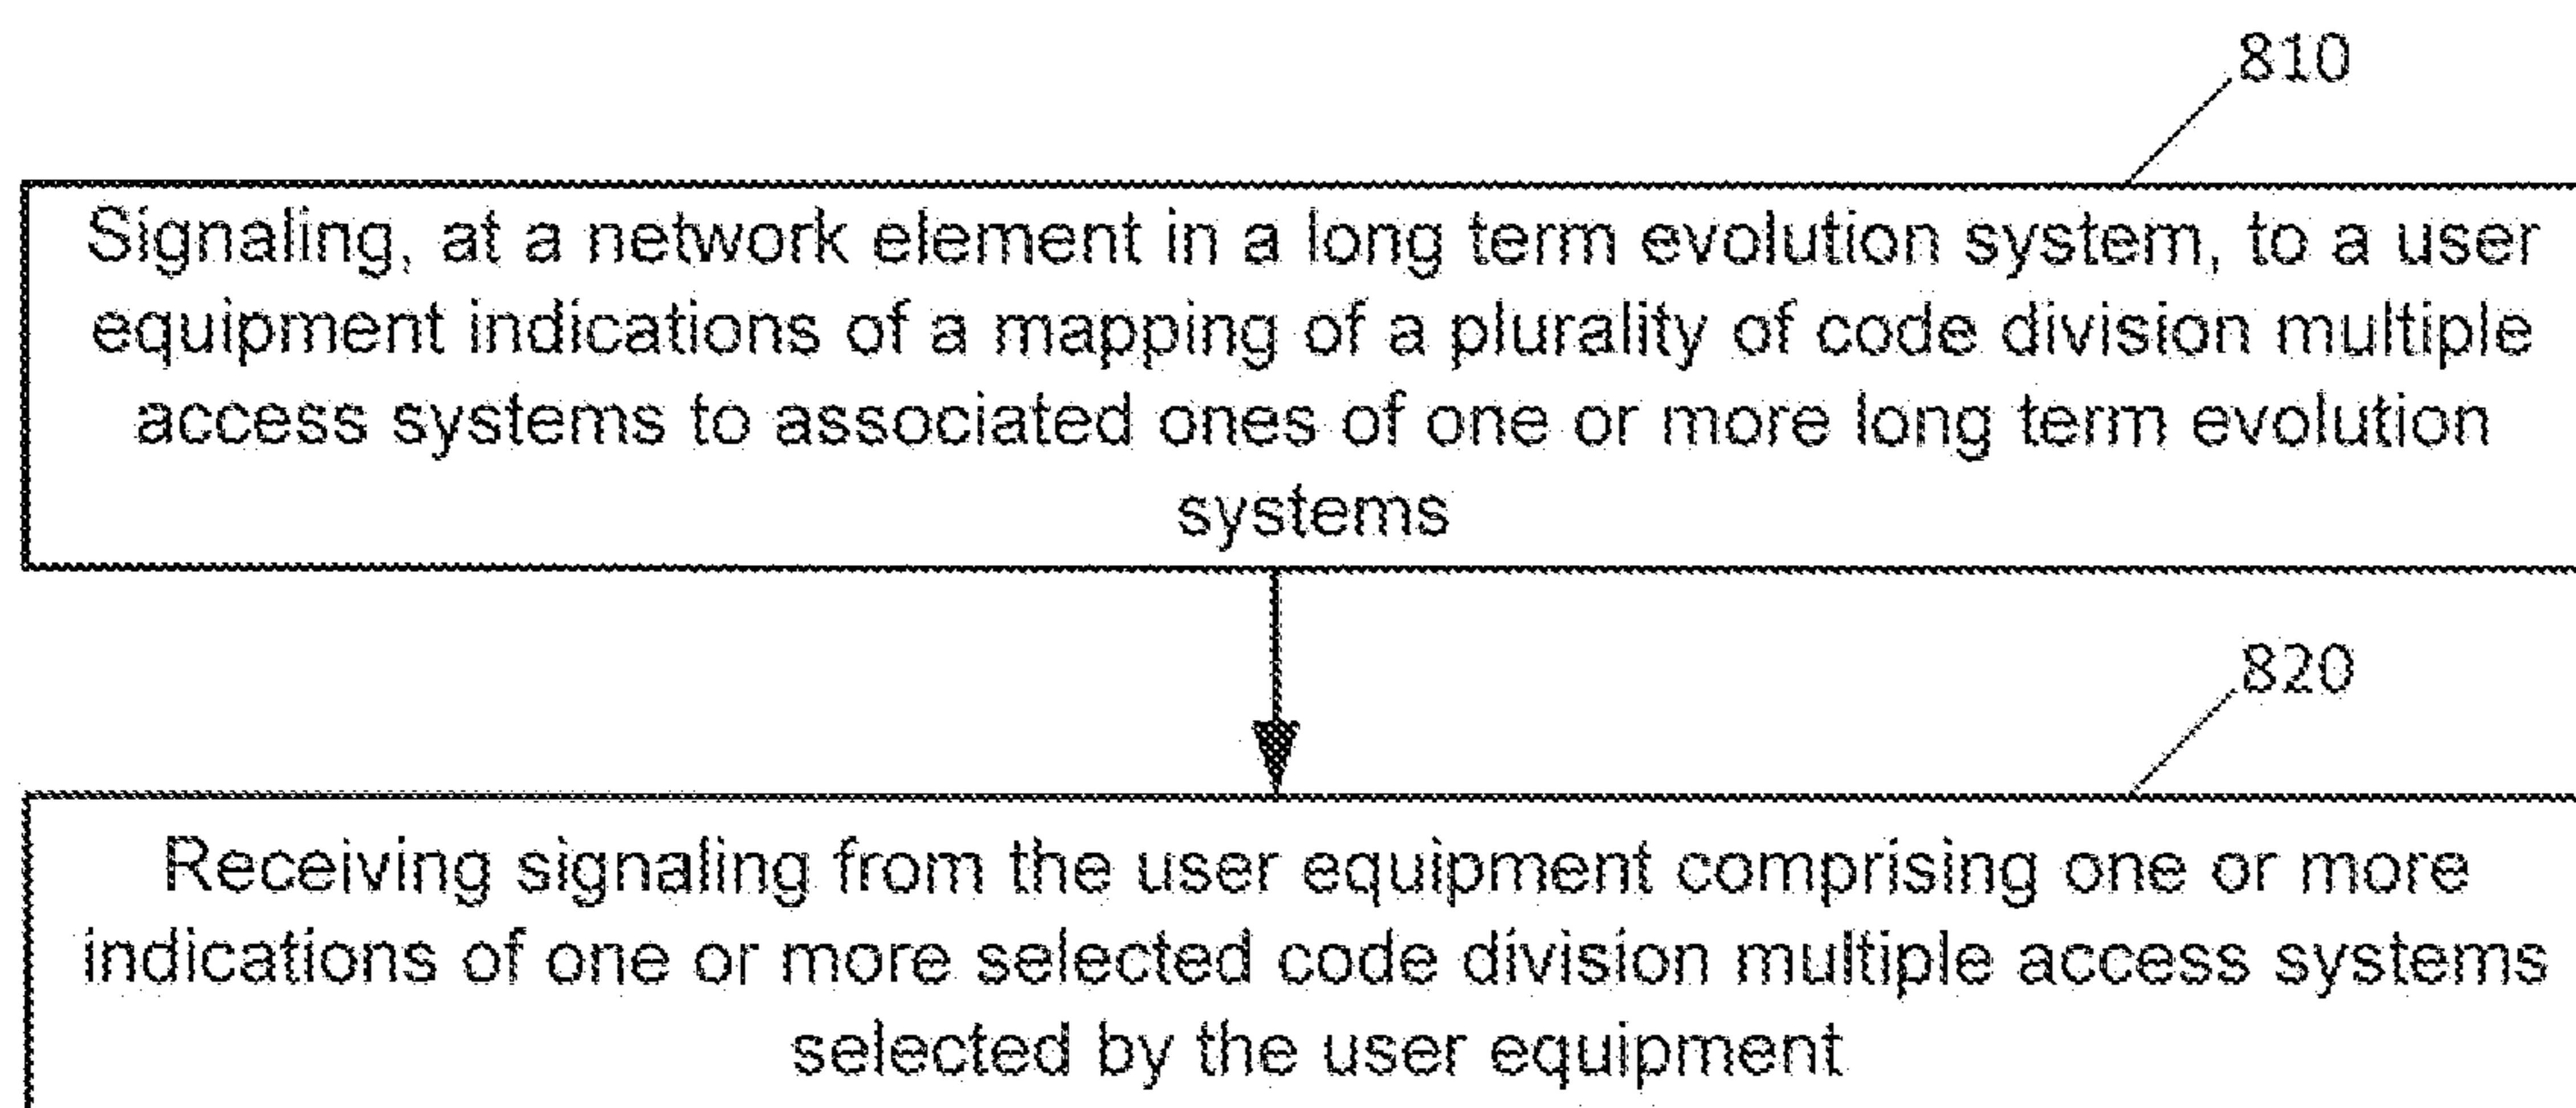 810
Signaling, at a network element in a long term evolution system, to a user
equipment indications of a mapping of a plurality of code division multiple
access systems to associated ones of one or more long term evolution
systems
820
Receiving signaling from the user equipment comprising one or more
indications of one or more selected code division multiple access systems
selected by the user equipment